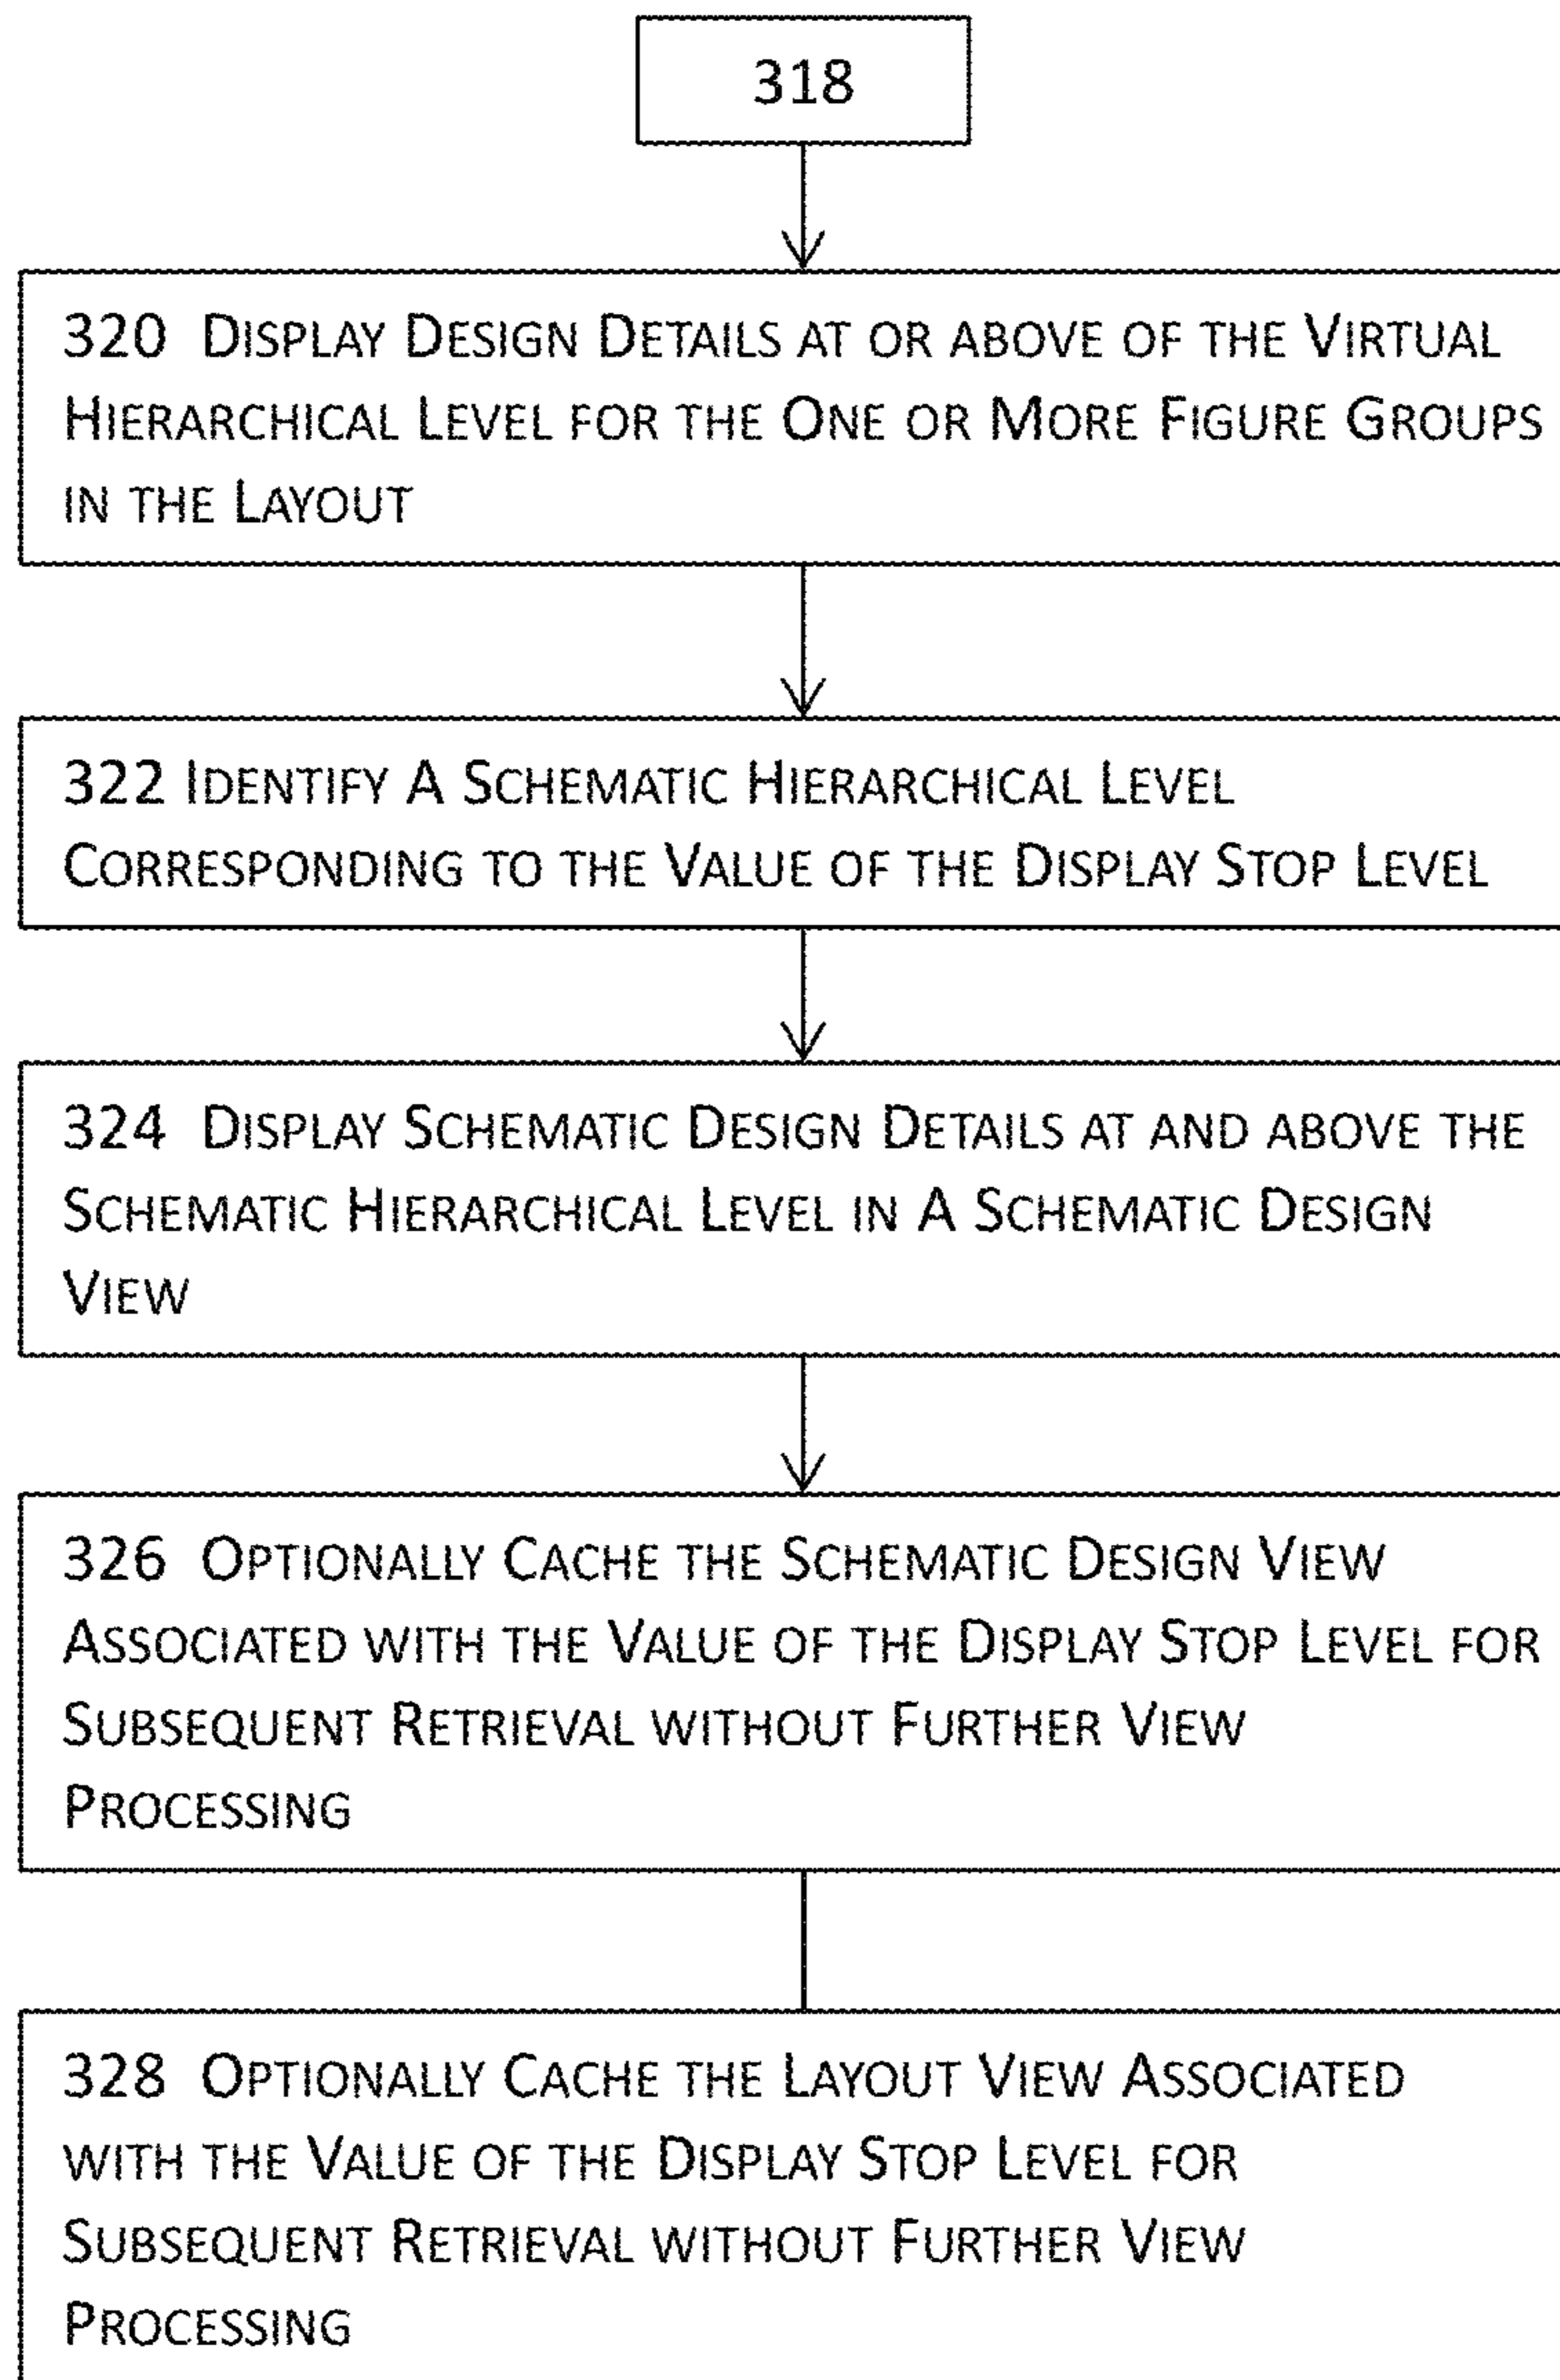 318
320 Display Design Details at or above of the Virtual
Hierarchical Level for the One or More Figure Groups
in the Layout
322 Identify A Schematic Hierarchical Level
Corresponding to the Value of the Display Stop Level
324 Display Schematic Design Details at and above the
Schematic Hierarchical Level in A Schematic Design
View
326 Optionally Cache the Schematic Design View
Associated with the Value of the Display Stop Level for
Subsequent Retrieval without Further View
Processing
328 Optionally Cache the Layout View Associated
with the Value of the Display Stop Level for
Subsequent Retrieval without Further View
Processing